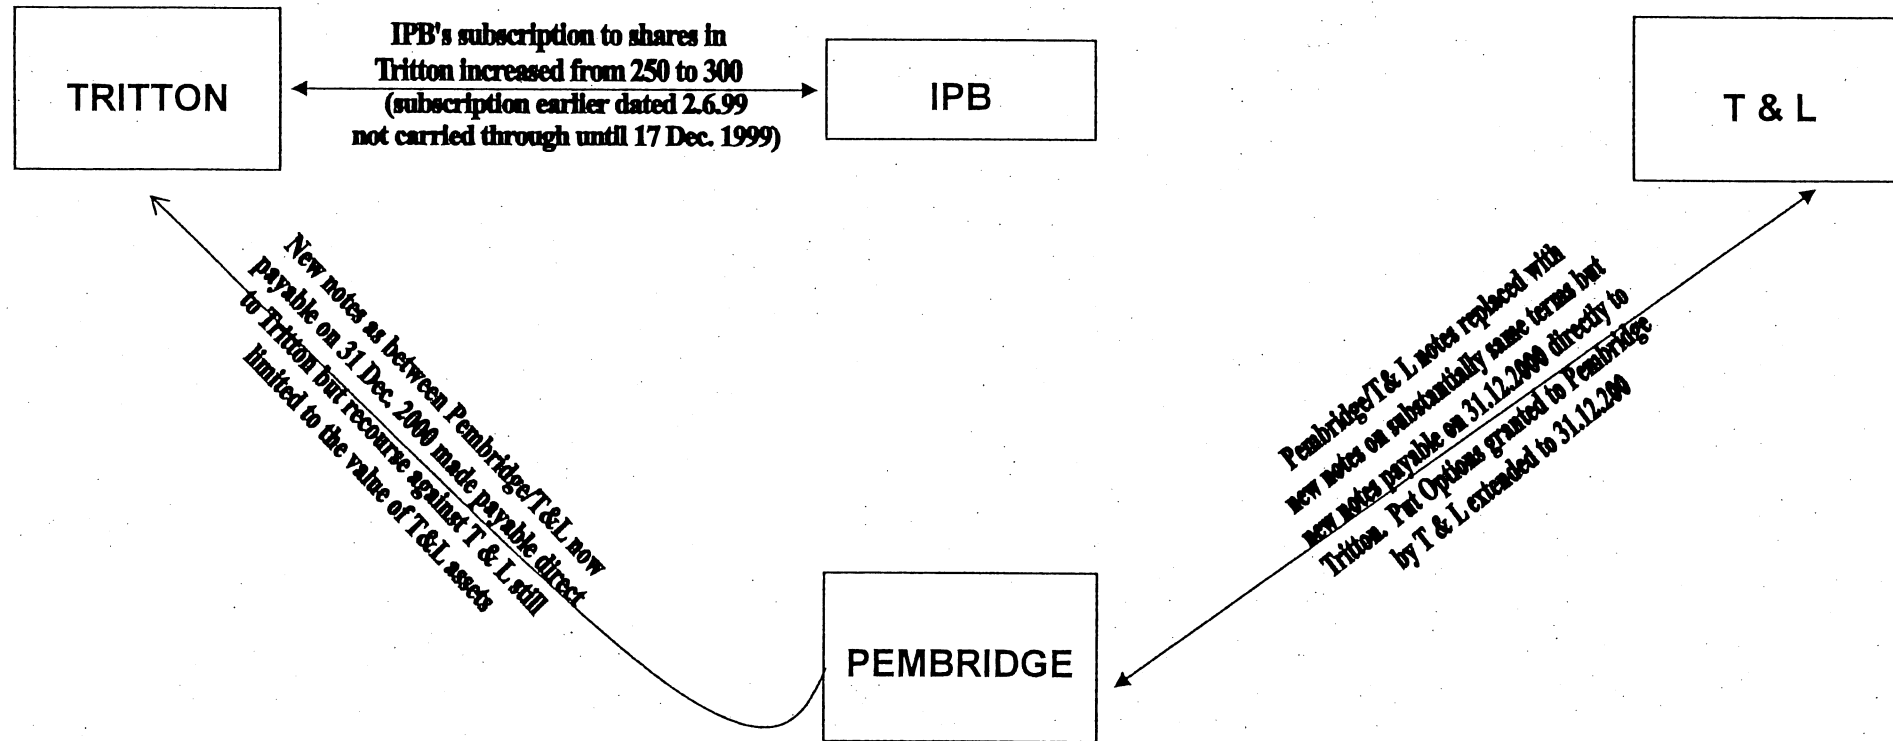 IPB's subscription to shares in
Tritton increased from 250 to 300
(subscription earlier dated 2.6.99
not carried through until 17 Dec. 1999)
TRITTON
IPB
T & L
New notes as between Pembridge/T&L now
payable on 31 Dec. 2000 made payable direct
to Tritton but recourse against T & L still
limited to the value of T&L assets
Pembridge/T& L notes replaced with
new notes on substantially same terms but
new notes payable on 31.12.2000 directly to
Tritton. Put Options granted to Pembridge
by T & L extended to 31.12.200
PEMBRIDGE